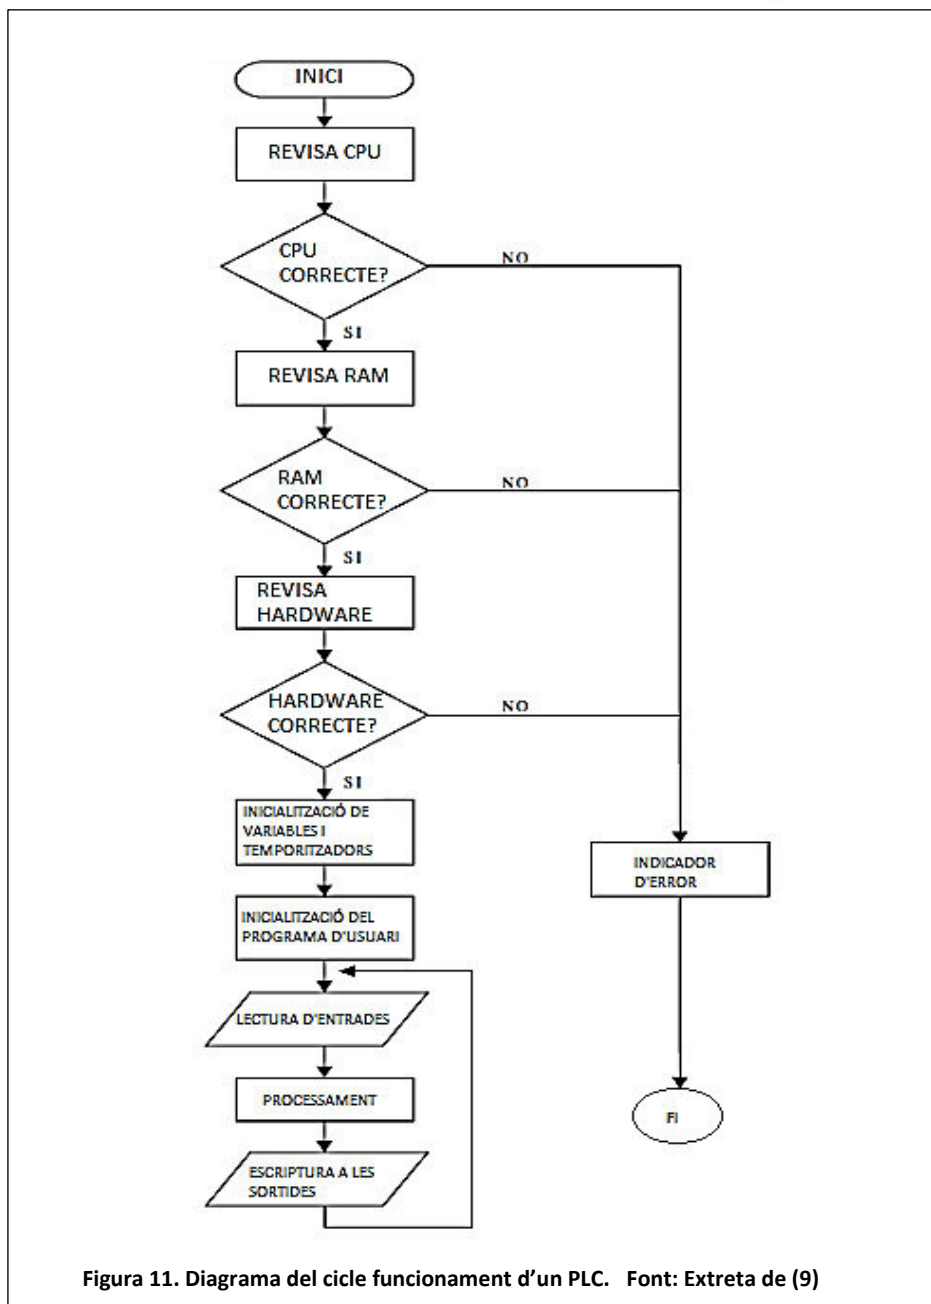 INICI
REVISA CPU
CPU
CORRECTE?
NO
SI
REVISA RAM
RAM
CORRECTE?
NO
SI
REVISA
HARDWARE
HARDWARE
CORRECTE?
NO
SI
INICIALITZACIÓ DE
VARIABLES I
TEMPORITZADORS
INDICADOR
D'ERROR
INICIALITZACIÓ DEL
PROGRAMA D'USUARI
LECTURA D'ENTRADES
PROCESSAMENT
FI
ESCRIPTURA A LES
SORTIDES
Figura 11. Diagrama del cicle funcionament d’un PLC. Font: Extreta de (9)